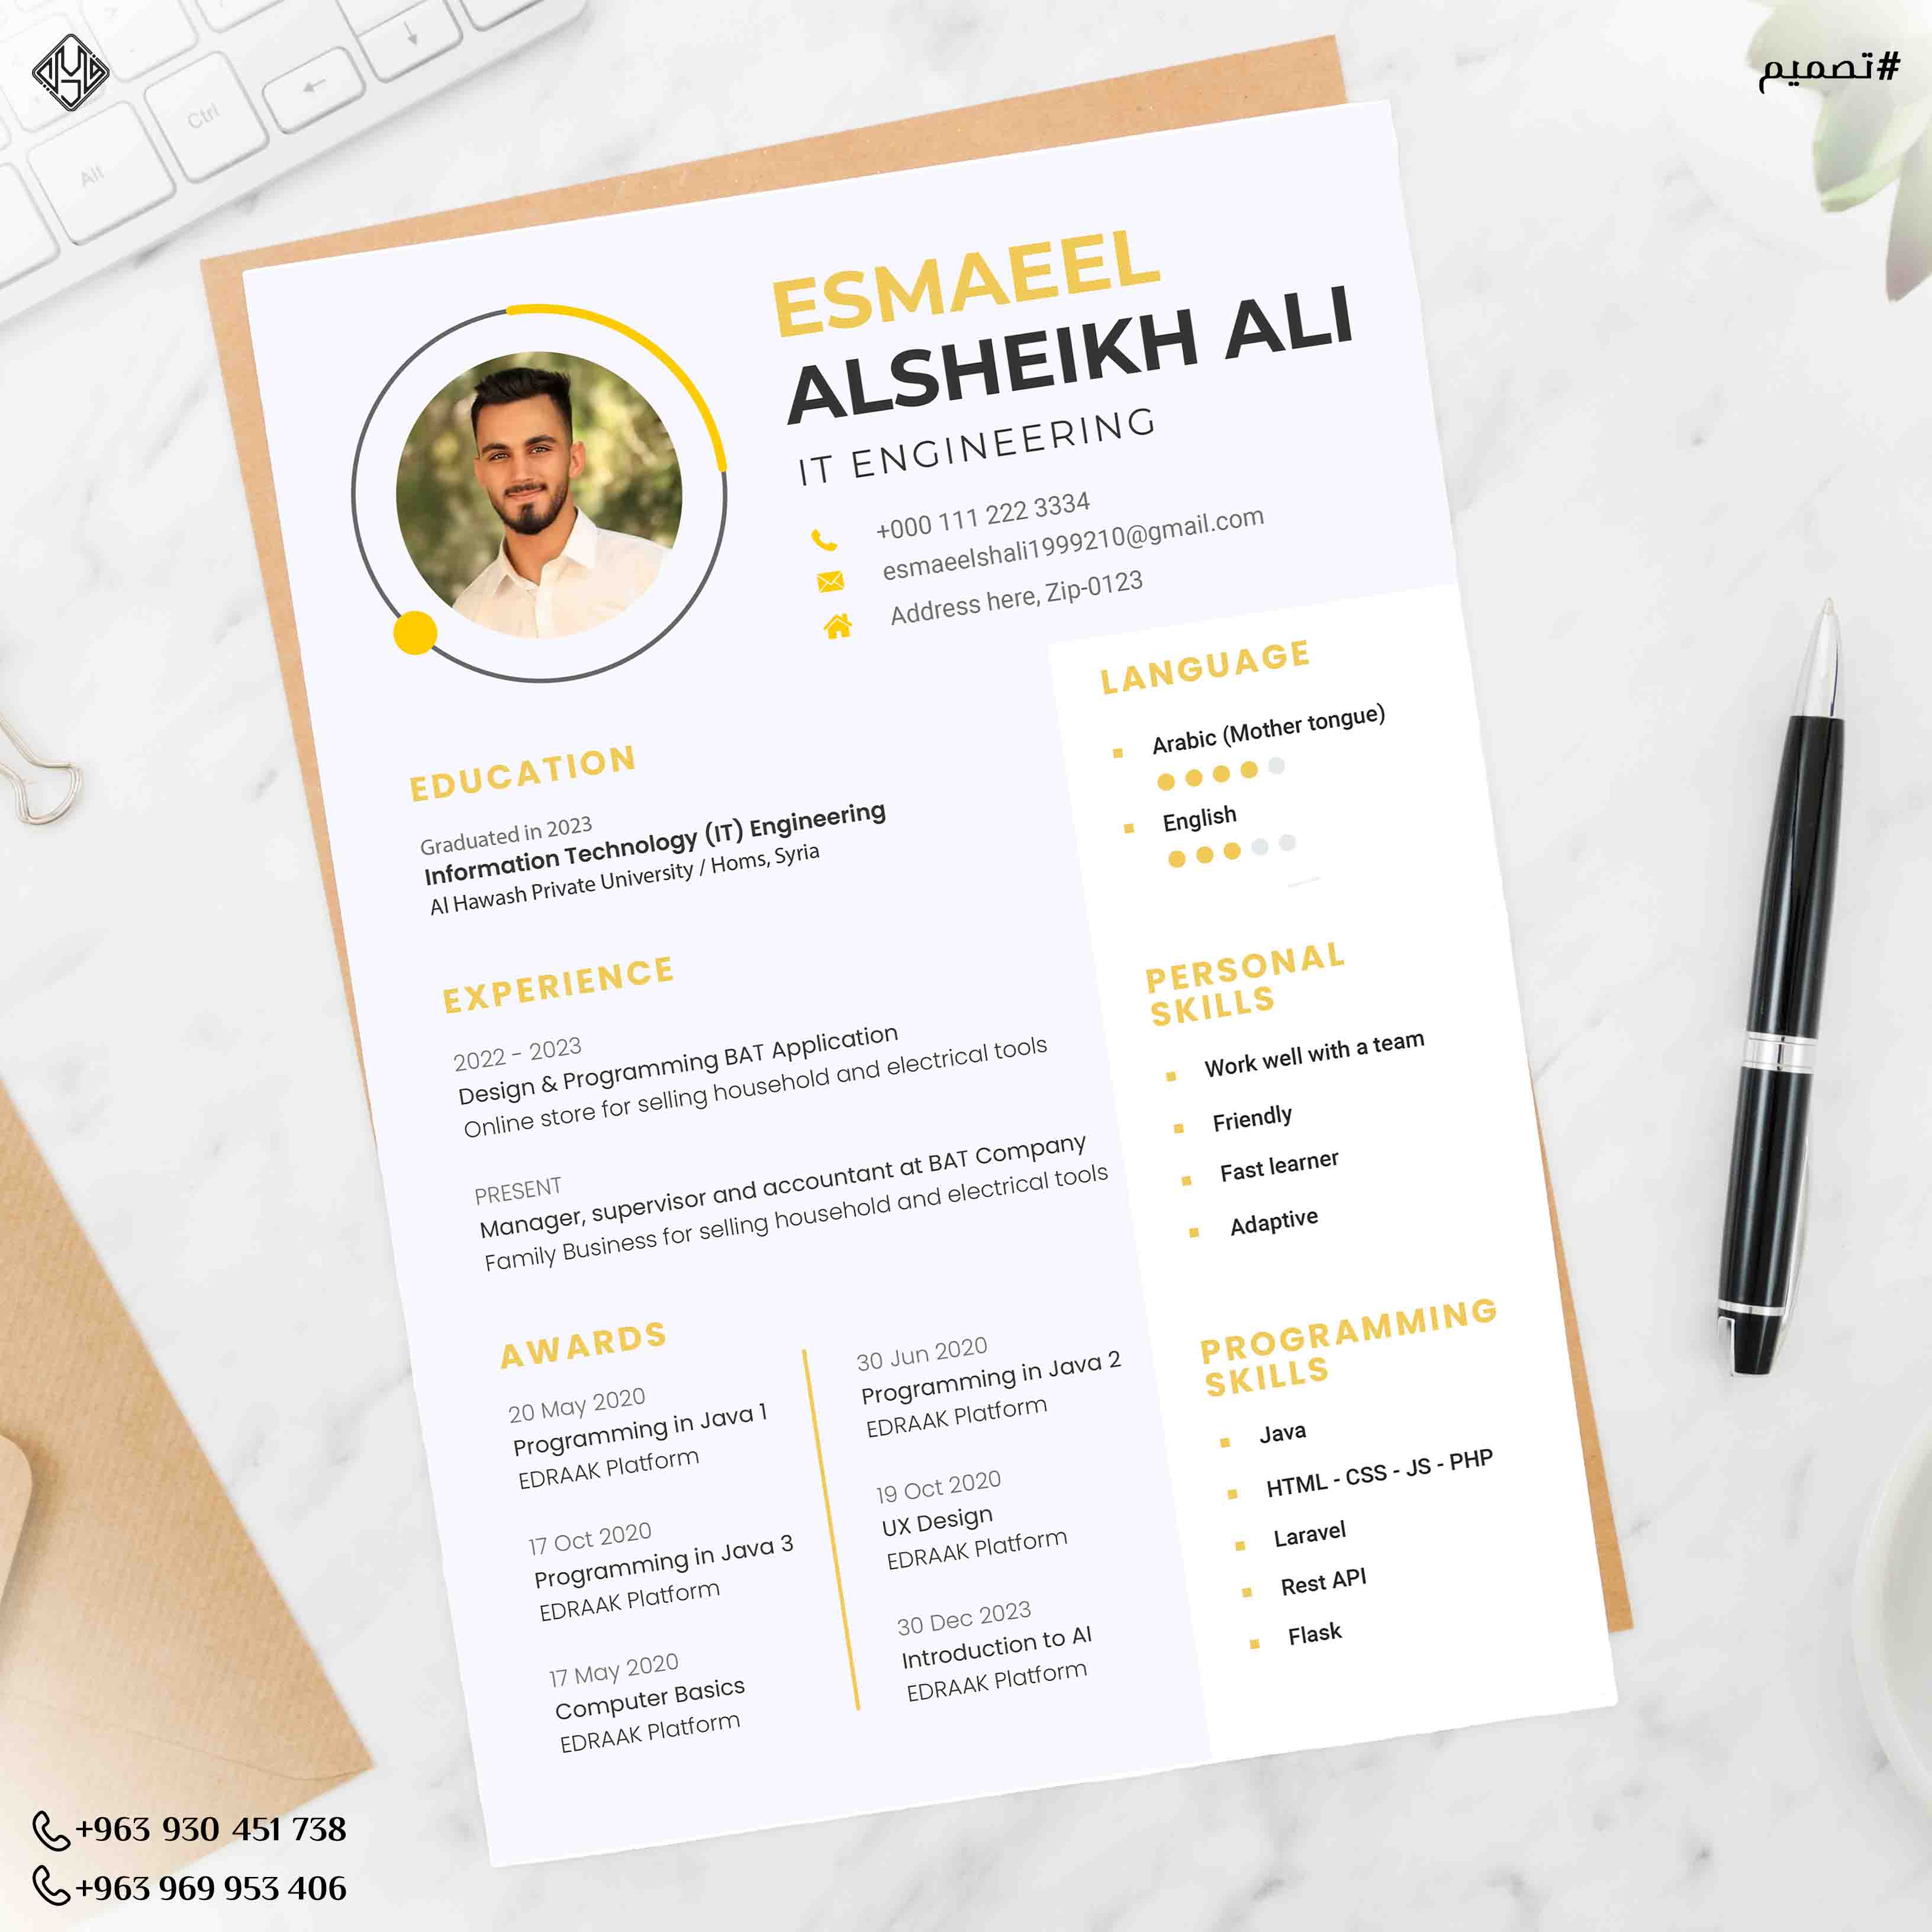 #تصميم
Alt
Ctrl
ESMAEEL
ALSHEIKH ALI
IT ENGINEERING
+000 111 222 3334
esmaeelshali1999210@gmail.com
Address here, Zip-0123
EDUCATION
Graduated in 2023
Information Technology (IT) Engineering
Al Hawash Private University / Homs, Syria
EXPERIENCE
2022 - 2023
Design & Programming BAT Application
Online store for selling household and electrical tools
PRESENT
Manager, supervisor and accountant at BAT Company
Family Business for selling household and electrical tools
AWARDS
20 May 2020
Programming in Java 1
EDRAAK Platform
17 Oct 2020
Programming in Java 3
EDRAAK Platform
17 May 2020
Computer Basics
EDRAAK Platform
30 Jun 2020
Programming in Java 2
EDRAAK Platform
19 Oct 2020
UX Design
EDRAAK Platform
30 Dec 2023
Introduction to AI
EDRAAK Platform
LANGUAGE
Arabic (Mother tongue)
English
PERSONAL
SKILLS
Work well with a team
Friendly
Fast learner
Adaptive
PROGRAMMING
SKILLS
Java
HTML - CSS - JS - PHP
Laravel
Rest API
Flask
+963 930 451 738
+963 969 953 406